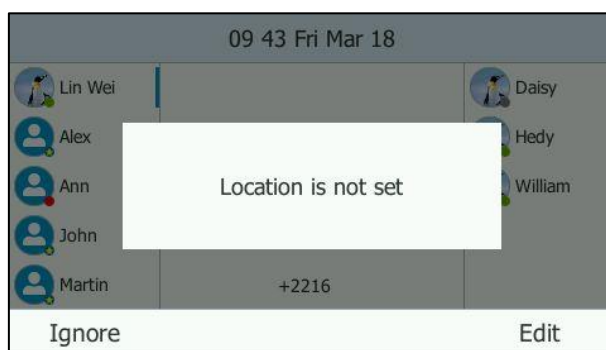 09 43 Fri Mar 18
Lin Wei
Daisy
Alex
Hedy
Ann
Location is not set
William
John
Martin
+2216
Ignore
Edit